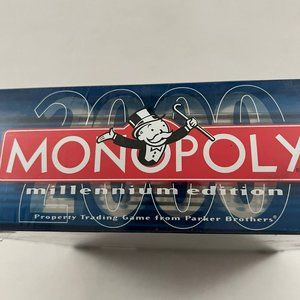 2000
MONOPOLY
millennium edition
Property Trading Game from Parker Brothers®